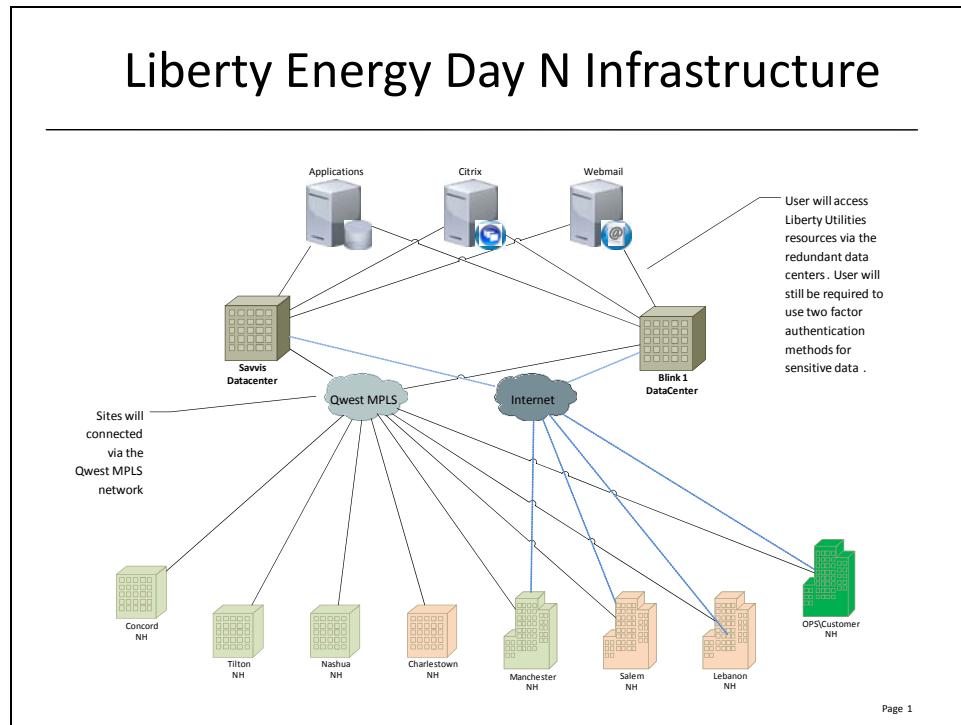 Liberty Energy Day N Infrastructure
Applications
Citrix
Webmail
User will access
Liberty Utilities
resources via the
redundant data
centers. User will
still be required to
use two factor
authentication
methods for
sensitive data.
Savvis
Datacenter
Blink 1
DataCenter
Qwest MPLS
Internet
Sites will
connected
via the
Qwest MPLS
network
Concord
NH
Tilton
NH
Nashua
NH
Charlestown
NH
Manchester
NH
Salem
NH
Lebanon
NH
OPS\Customer
NH
Page 1